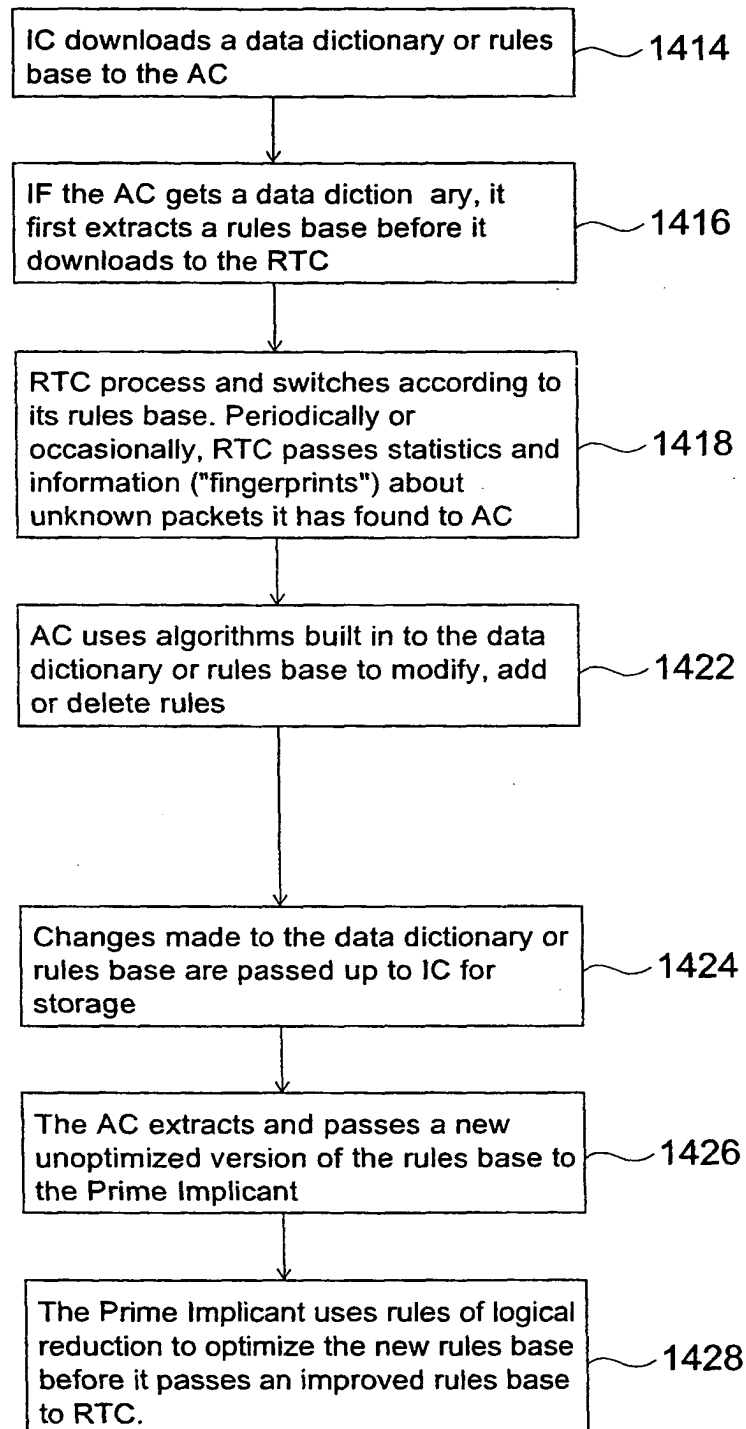 IC downloads a data dictionary or rules
base to the AC
1414
IF the AC gets a data diction ary, it
first extracts a rules base before it
downloads to the RTC
1416
RTC process and switches according to
its rules base. Periodically or
occasionally, RTC passes statistics and
information ("fingerprints") about
unknown packets it has found to AC
1418
AC uses algorithms built in to the data
dictionary or rules base to modify, add
or delete rules
1422
Changes made to the data dictionary or
rules base are passed up to IC for
storage
1424
The AC extracts and passes a new
unoptimized version of the rules base to
the Prime Implicant
1426
The Prime Implicant uses rules of logical
reduction to optimize the new rules base
before it passes an improved rules base
to RTC.
1428